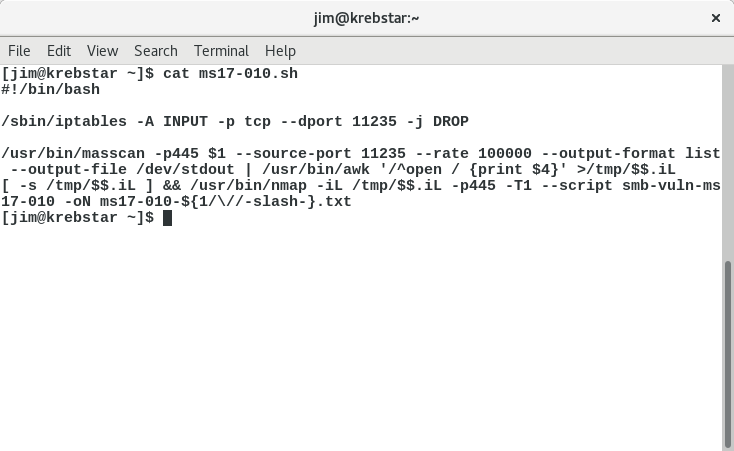 jim@krebstar:~
×
File Edit View Search Terminal Help
[jim@krebstar ~]$ cat ms17-010.sh
#!/bin/bash
/sbin/iptables -A INPUT -p tcp --dport 11235 -j DROP
/usr/bin/masscan -p445 $1 --source-port 11235 --rate 100000 --output-format list
 --output-file /dev/stdout | /usr/bin/awk '/^open / {print $4}' >/tmp/$$.iL
[ -s /tmp/$$.iL ] && /usr/bin/nmap -iL /tmp/$$.iL -p445 -T1 --script smb-vuln-ms
17-010 -oN ms17-010-${1/\//-slash-}.txt
[jim@krebstar ~]$